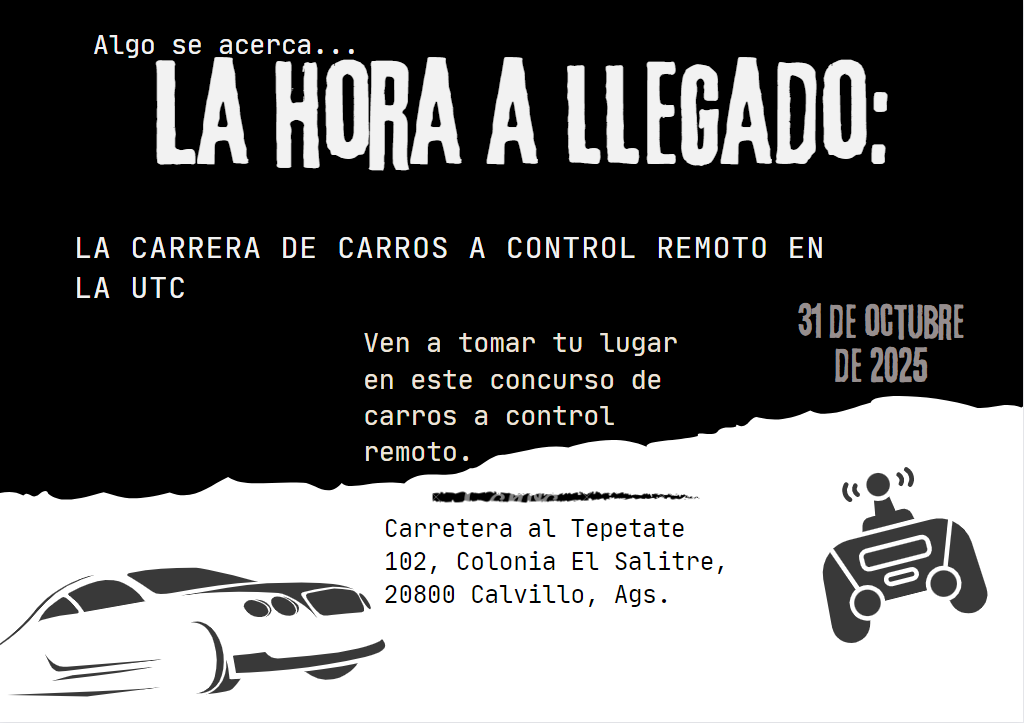 Algo se acerca...
LA HORA A LLEGADO:
LA CARRERA DE CARROS A CONTROL REMOTO EN
LA UTC
31 DE OCTUBRE
DE 2025
Ven a tomar tu lugar
en este concurso de
carros a control
remoto.
Carretera al Tepetate
102, Colonia El Salitre,
20800 Calvillo, Ags.